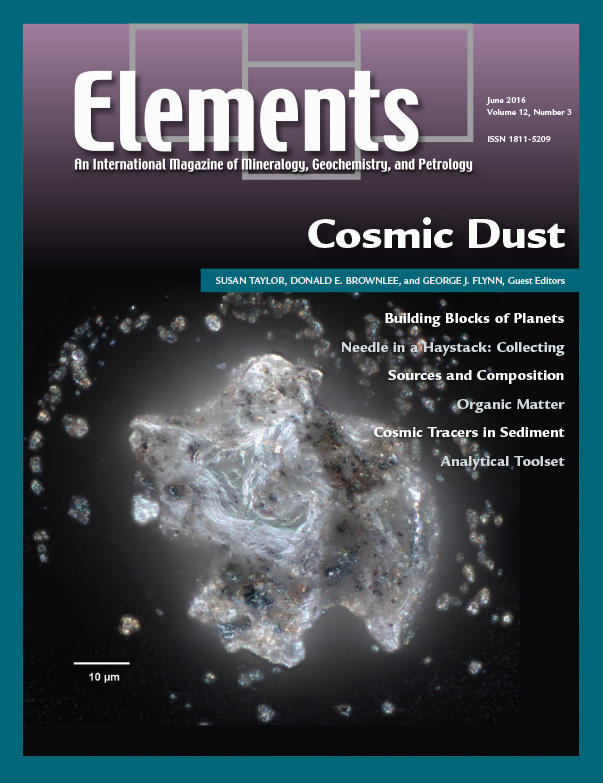 Elements
June 2016
Volume 12, Number 3
ISSN 1811-5209
An International Magazine of Mineralogy, Geochemistry, and Petrology
Cosmic Dust
SUSAN TAYLOR, DONALD E. BROWNLEE, and GEORGE J. FLYNN, Guest Editors
Building Blocks of Planets
Needle in a Haystack: Collecting
Sources and Composition
Organic Matter
Cosmic Tracers in Sediment
Analytical Toolset
10 µm